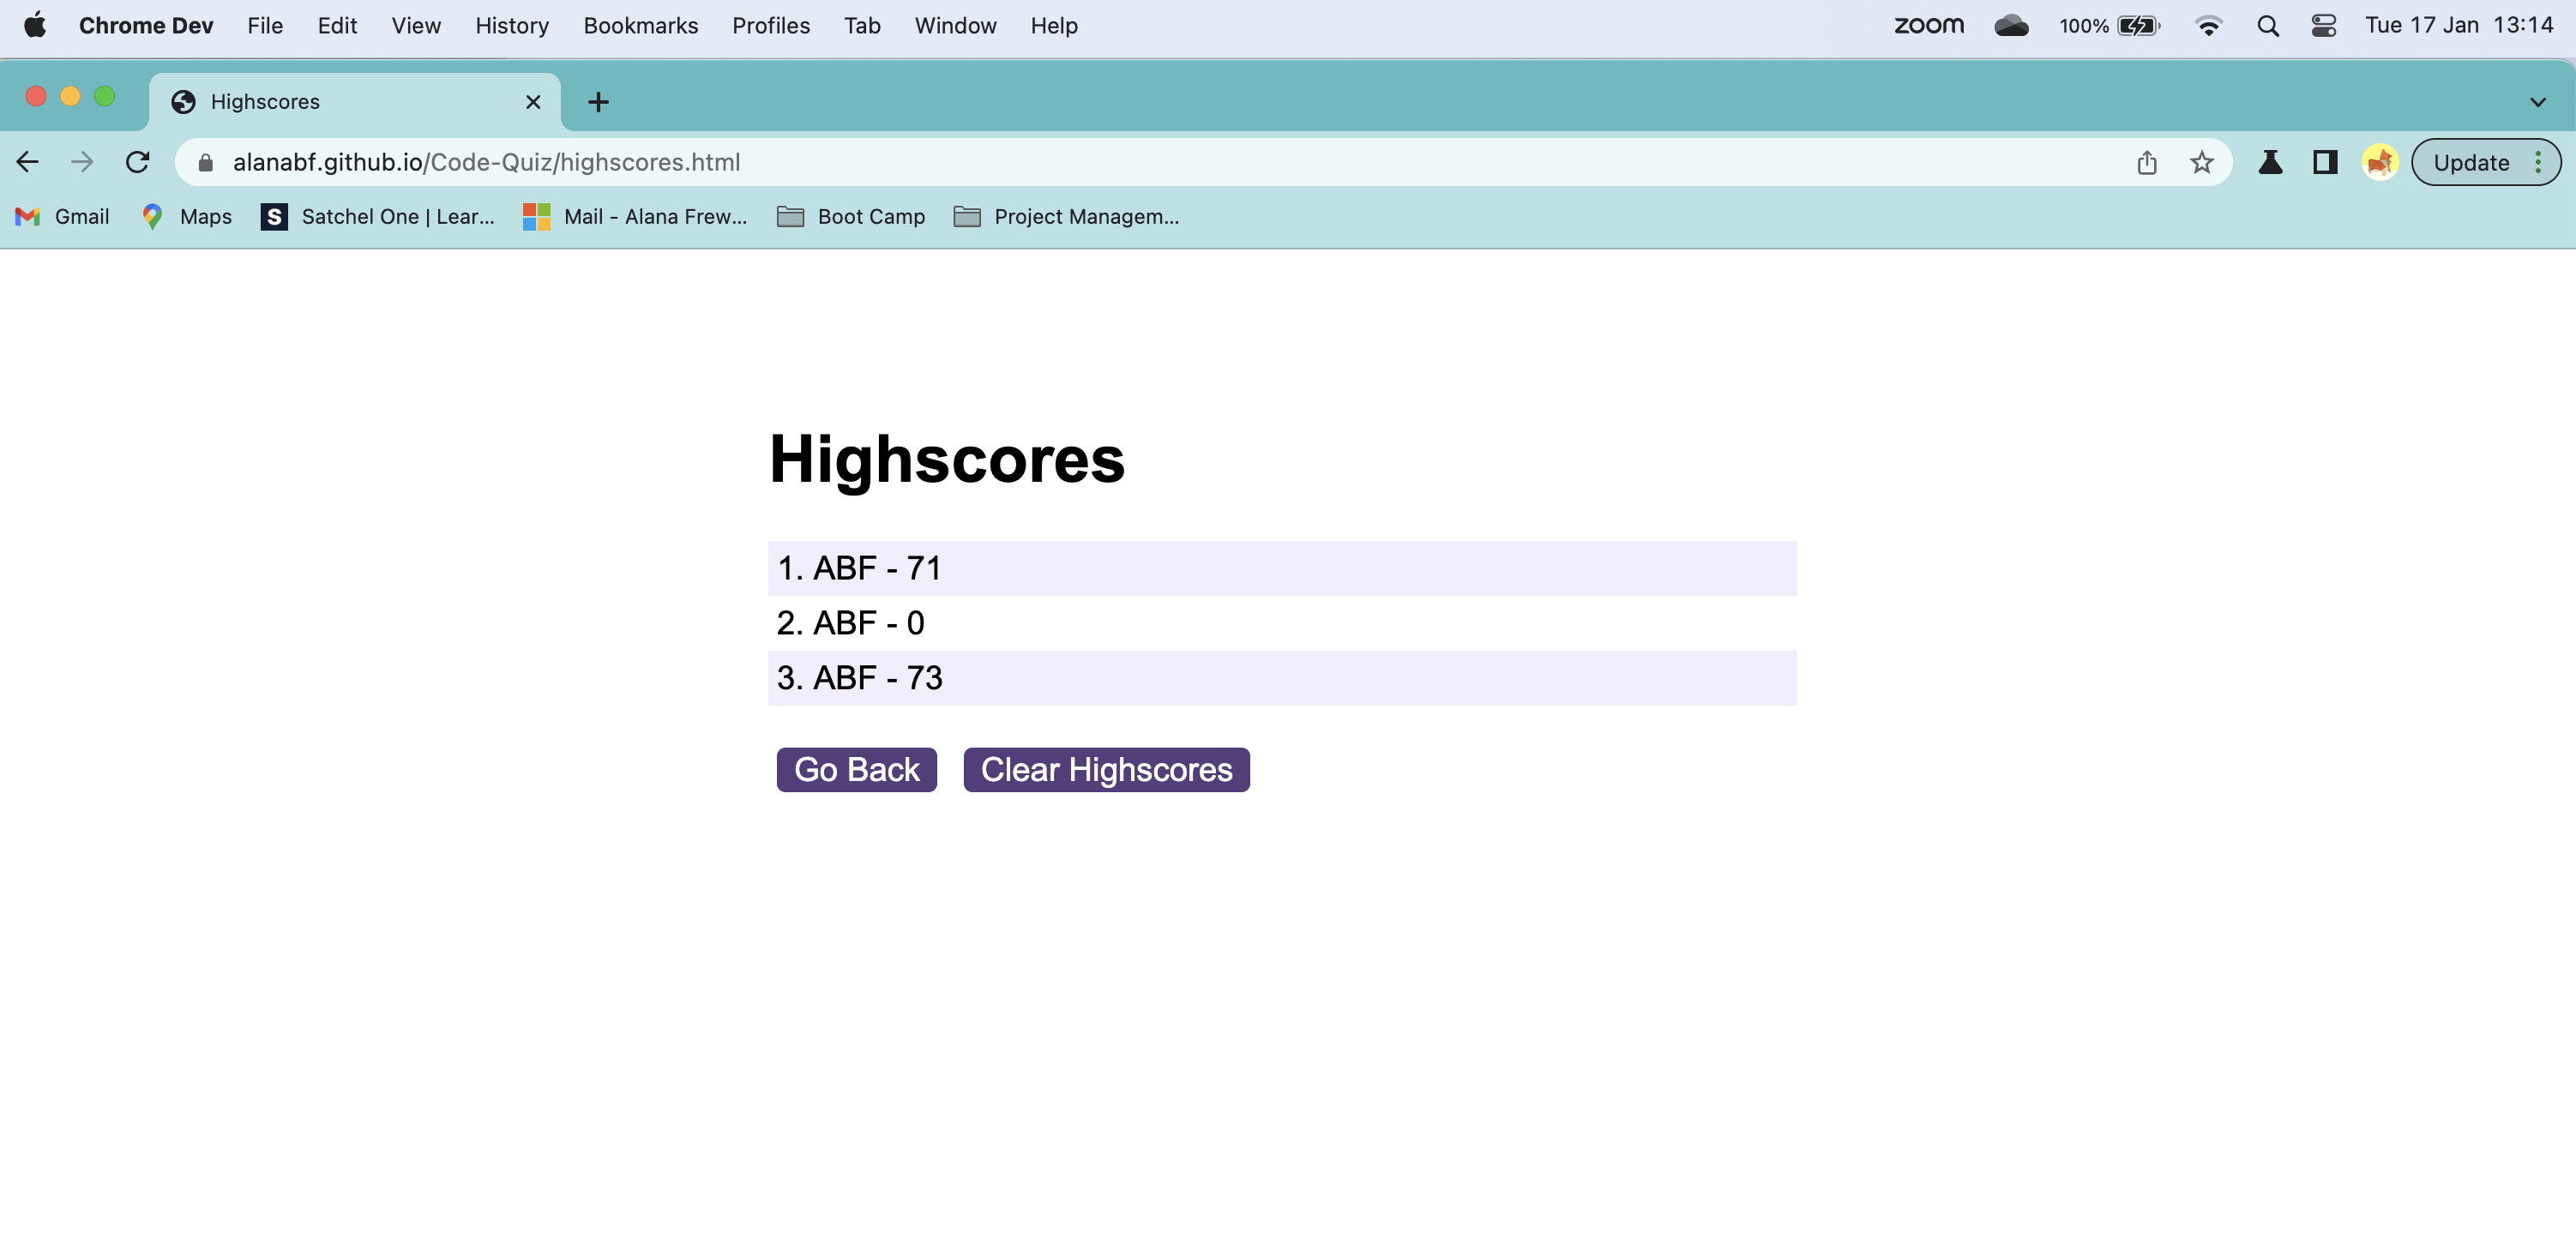 Chrome Dev File Edit View History Bookmarks Profiles Tab Window Help zoom 100% Tue 17 Jan 13:14
Highscores
alanabf.github.io/Code-Quiz/highscores.html Update
Gmail Maps S Satchel One | Lear... Mail - Alana Frew... Boot Camp Project Managem...
Highscores
1. ABF - 71
2. ABF - 0
3. ABF - 73
Go Back Clear Highscores